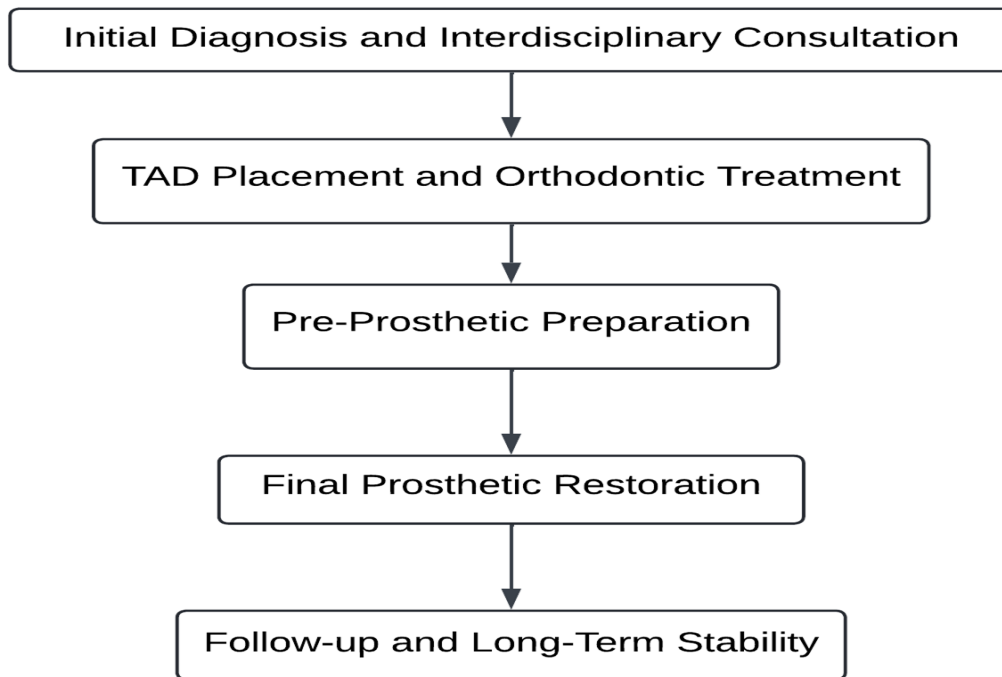 Initial Diagnosis and Interdisciplinary Consultation
TAD Placement and Orthodontic Treatment
Pre-Prosthetic Preparation
Final Prosthetic Restoration
Follow-up and Long-Term Stability